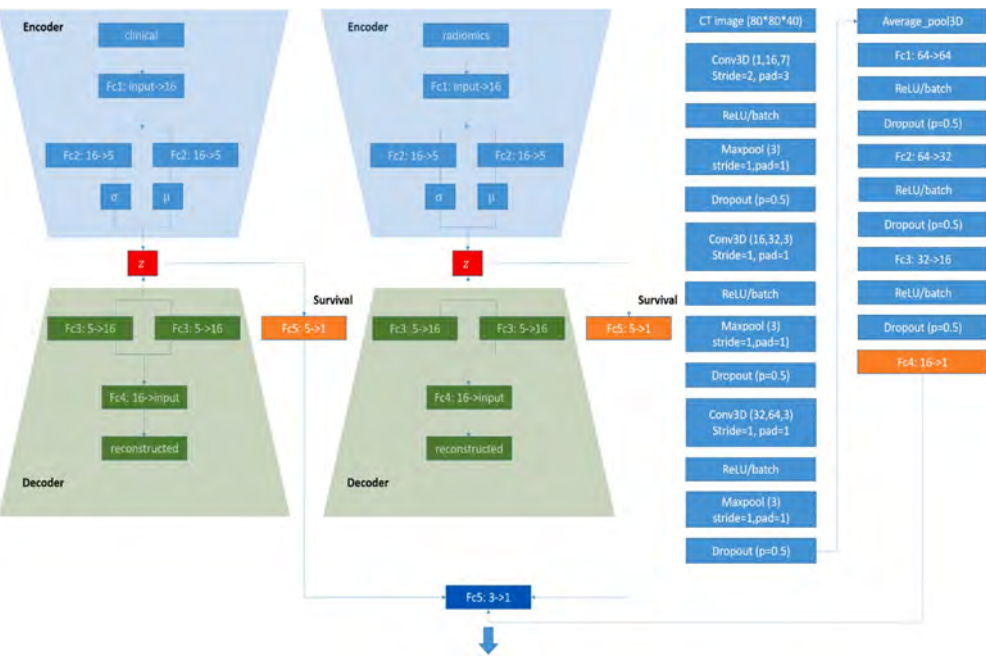 Encoder
clinical
Fc1: input->16
Fc2: 16->5
Fc2: 16->5
σ
μ
z
Fc3: 5->16
Fc3: 5->16
Fc4: 16->input
reconstructed
Decoder
Survival
Fc5: 5->1
Encoder
radiomics
Fc1: input->16
Fc2: 16->5
Fc2: 16->5
σ
μ
z
Fc3: 5->16
Fc3: 5->16
Fc4: 16->input
reconstructed
Decoder
Survival
Fc5: 5->1
CT image (80*80*40)
Conv3D (1,16,7)
Stride=2, pad=3
ReLU/batch
Maxpool (3)
stride=1,pad=1)
Dropout (p=0.5)
Conv3D (16,32,3)
Stride=1, pad=1
ReLU/batch
Maxpool (3)
stride=1,pad=1)
Dropout (p=0.5)
Conv3D (32,64,3)
Stride=1, pad=1
ReLU/batch
Maxpool (3)
stride=1,pad=1)
Dropout (p=0.5)
Average_pool3D
Fc1: 64->64
ReLU/batch
Dropout (p=0.5)
Fc2: 64->32
ReLU/batch
Dropout (p=0.5)
Fc3: 32->16
ReLU/batch
Dropout (p=0.5)
Fc4: 16->1
Fc5: 3->1